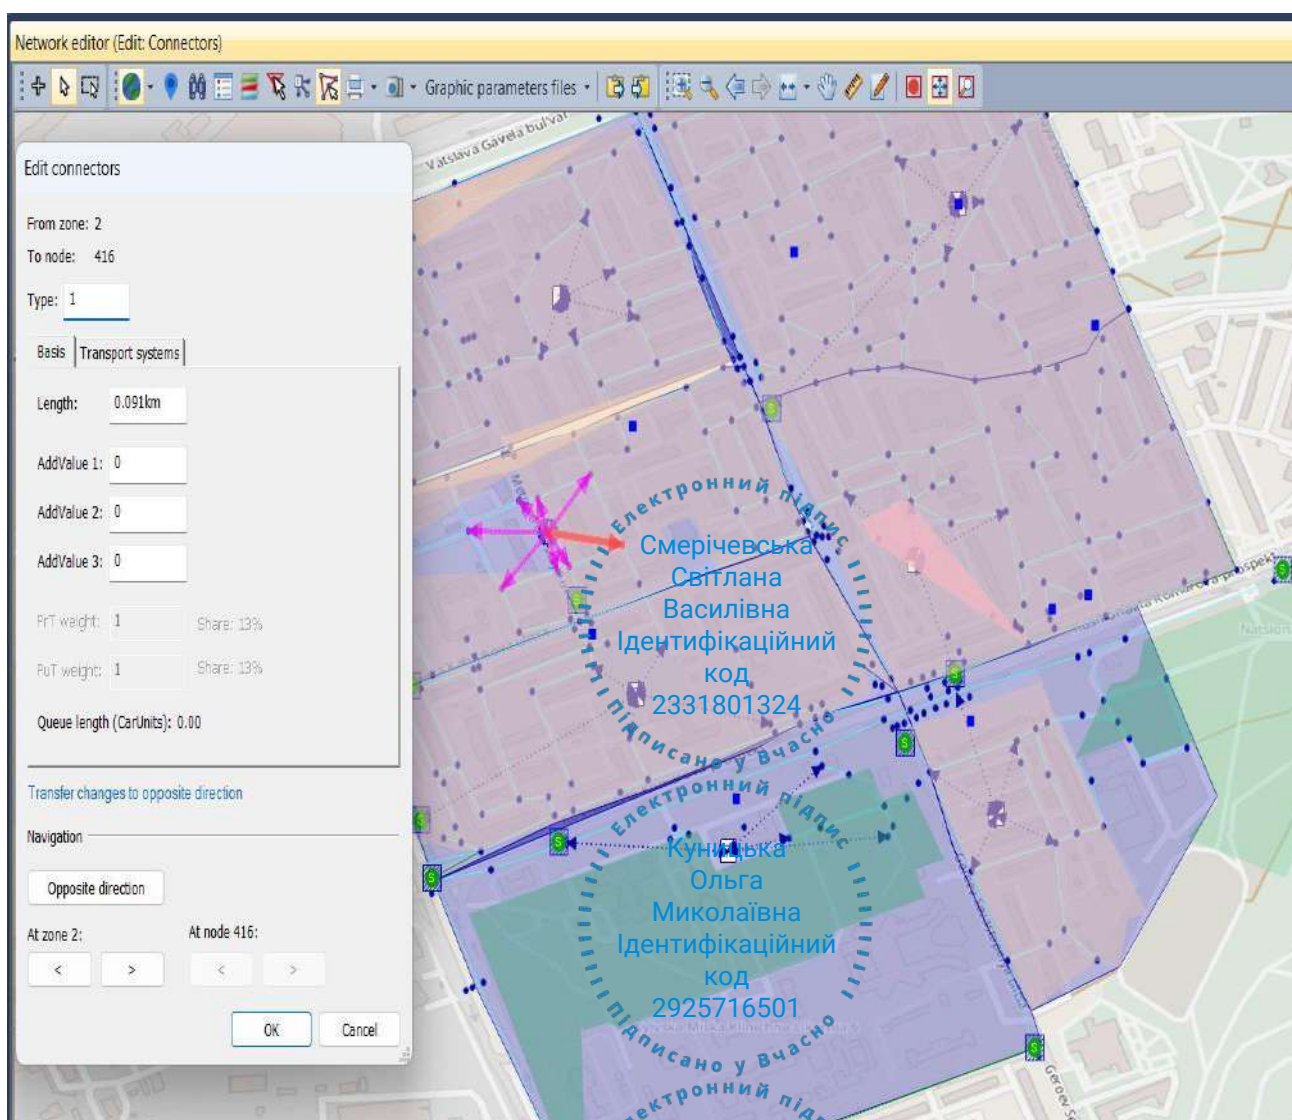 Network editor (Edit: Connectors)
Graphic parameters files
Vatslava Gavela bul'var
Edit connectors
From zone: 2
To node: 416
Type: 1
Basis
Transport systems
Length: 0.091km
AddValue 1: 0
AddValue 2: 0
AddValue 3: 0
PrT weight: 1 Share: 13%
PuT weight: 1 Share: 13%
Queue length (CarUnits): 0.00
Transfer changes to opposite direction
Navigation
Opposite direction
At zone 2:
At node 416:
< >
< >
OK
Cancel
Електронний підпис
Смерічевська
Світлана
Василівна
Ідентифікаційний
код
2331801324
Підписано у Вчасно
Електронний підпис
Куницька
Ольга
Миколаївна
Ідентифікаційний
код
2925716501
Підписано у Вчасно